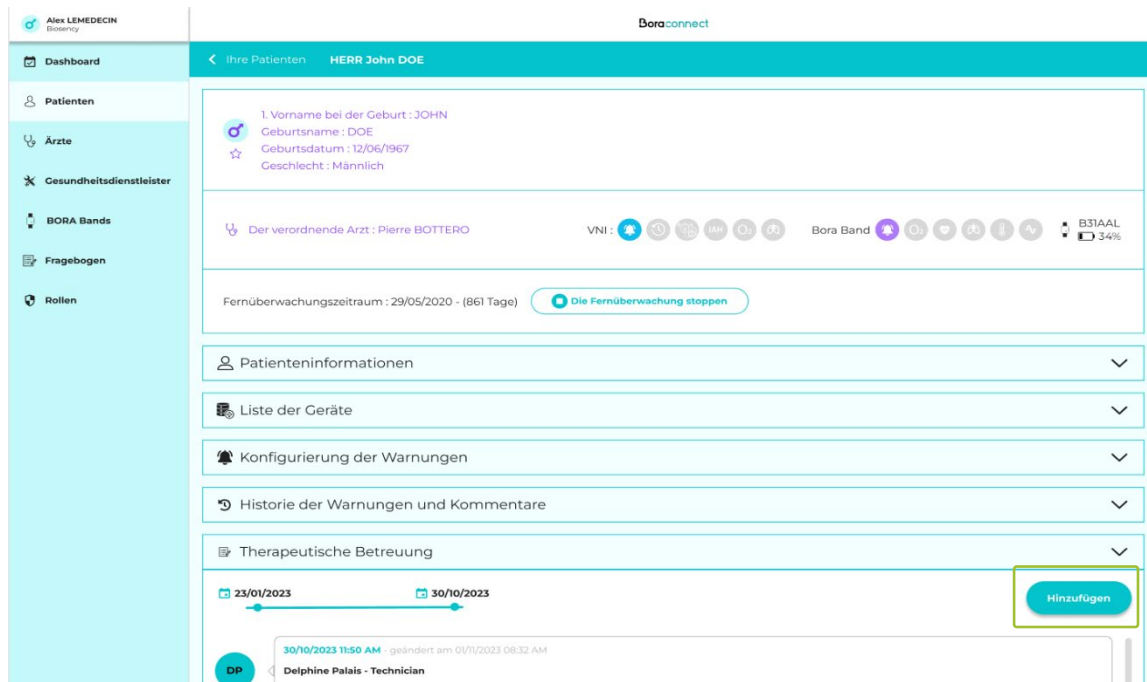 Alex LEMEDECIN
Biosency
Boraconnect
Dashboard
Patienten
Ärzte
Gesundheitsdienstleister
BORA Bands
Fragebogen
Rollen
Ihre Patienten HERR John DOE
1. Vorname bei der Geburt : JOHN
Geburtsname : DOE
Geburtsdatum : 12/06/1967
Geschlecht : Männlich
Der verordnende Arzt : Pierre BOTTERO
VNI : IAH O₂
Bora Band O₂
B31AAL
34%
Fernüberwachungszeitraum : 29/05/2020 - (861 Tage) Die Fernüberwachung stoppen
Patienteninformationen
Liste der Geräte
Konfigurierung der Warnungen
Historie der Warnungen und Kommentare
Therapeutische Betreuung
23/01/2023 30/10/2023
Hinzufügen
30/10/2023 11:50 AM - geändert am 01/11/2023 08:32 AM
DP Delphine Palais - Technician